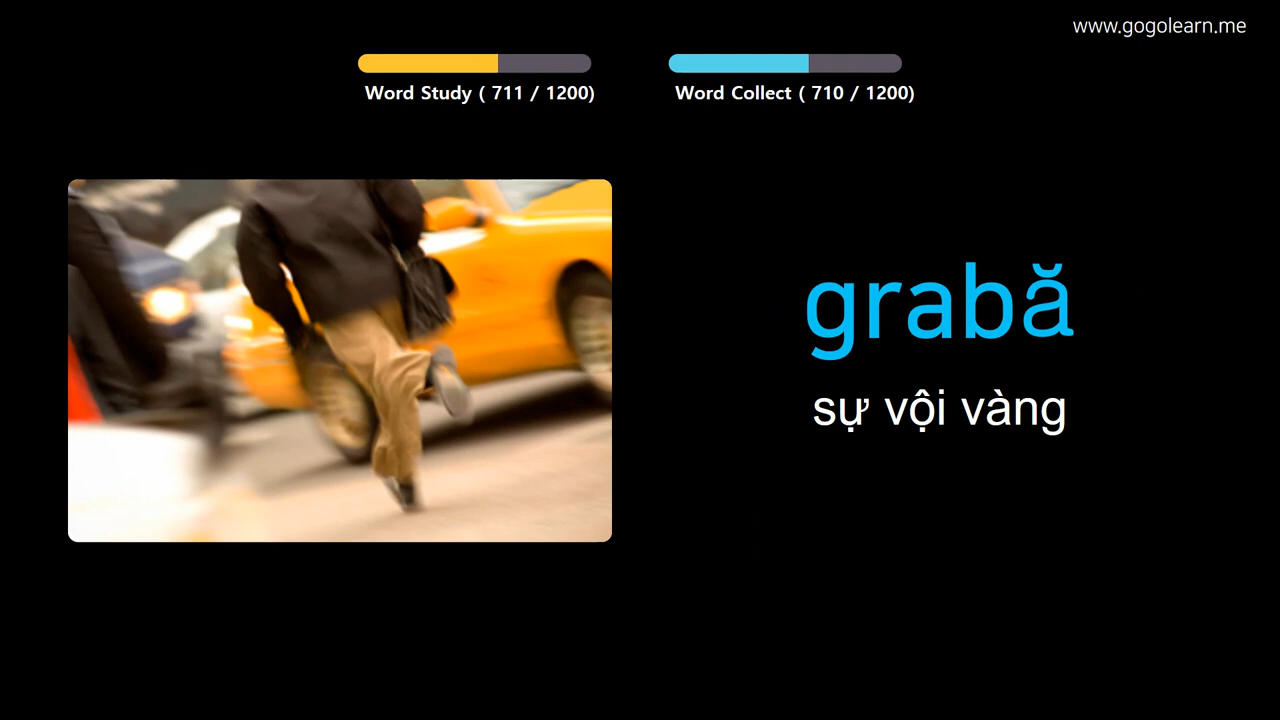 www.gogolearn.me
Word Study ( 711 / 1200)
Word Collect ( 710 / 1200)
grabă
sự vội vàng